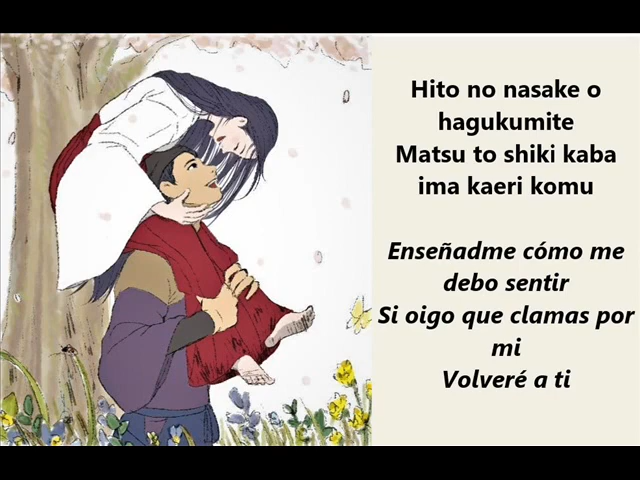 Hito no nasake o
hagukumite
Matsu to shiki kaba
ima kaeri komu
Enseñadme cómo me
debo sentir
Si oigo que clamas por
mi
Volveré a ti